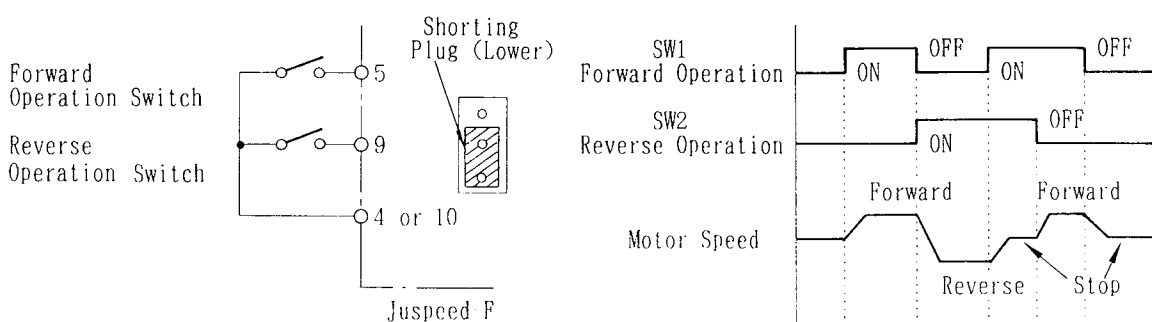 Shorting
Plug (Lower)
Forward
Operation Switch
5
Reverse
Operation Switch
9
4 or 10
Juspeed F
SW1
Forward Operation
ON
OFF
ON
OFF
SW2
Reverse Operation
ON
OFF
Forward
Forward
Motor Speed
Reverse
Stop